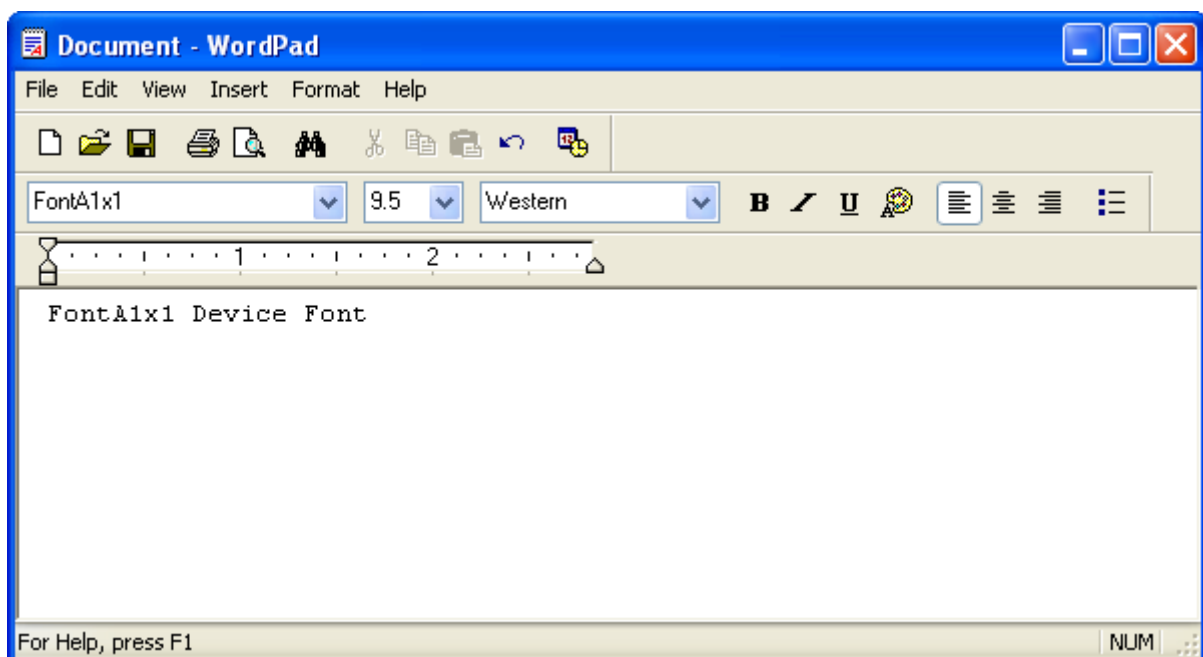 Document - WordPad
File Edit View Insert Format Help
FontA1x1 9.5 Western B I U
1 2
FontA1x1 Device Font
For Help, press F1 NUM